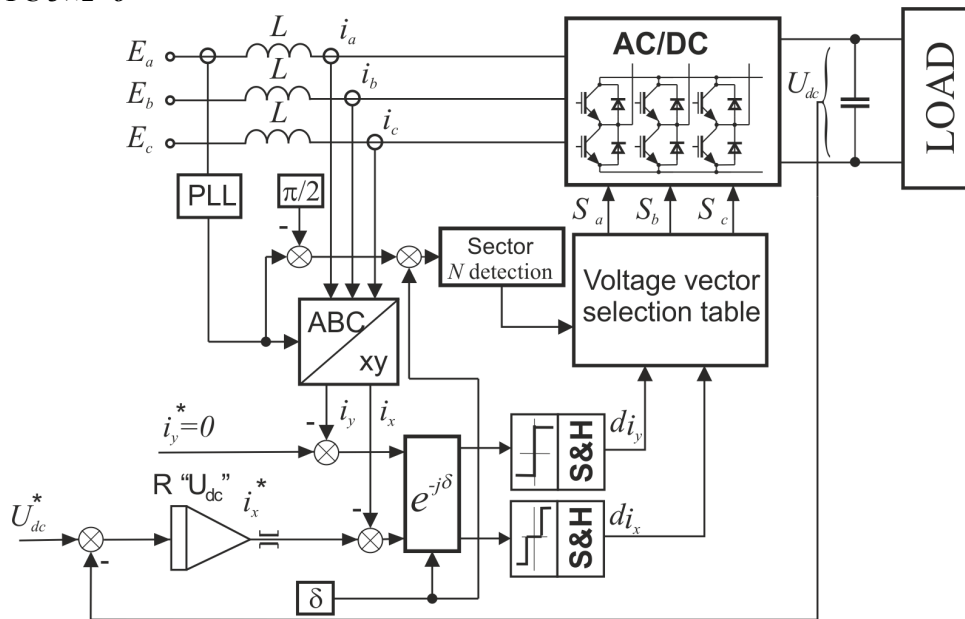 L
i_a
E_a
AC/DC
L
i_b
E_b
U_dc
LOAD
L
i_c
E_c
PLL
π/2
-
S_a
S_b
S_c
Sector
N detection
Voltage vector
selection table
ABC
xy
i_y
i_x
-
i_y^*=0
-
e^{-jδ}
S&H
di_y
R "U_dc"
i_x^*
U_dc^*
-
S&H
di_x
δ